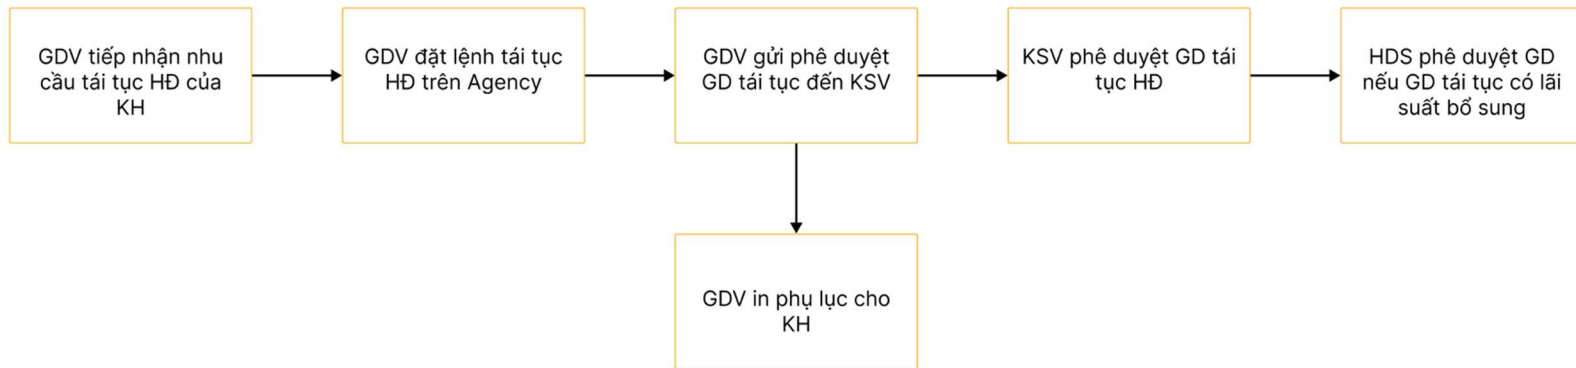 GDV tiếp nhận nhu
cầu tái tục HĐ của
KH
GDV đặt lệnh tái tục
HĐ trên Agency
GDV gửi phê duyệt
GD tái tục đến KSV
KSV phê duyệt GD tái
tục HĐ
HDS phê duyệt GD
nếu GD tái tục có lãi
suất bổ sung
GDV in phụ lục cho
KH